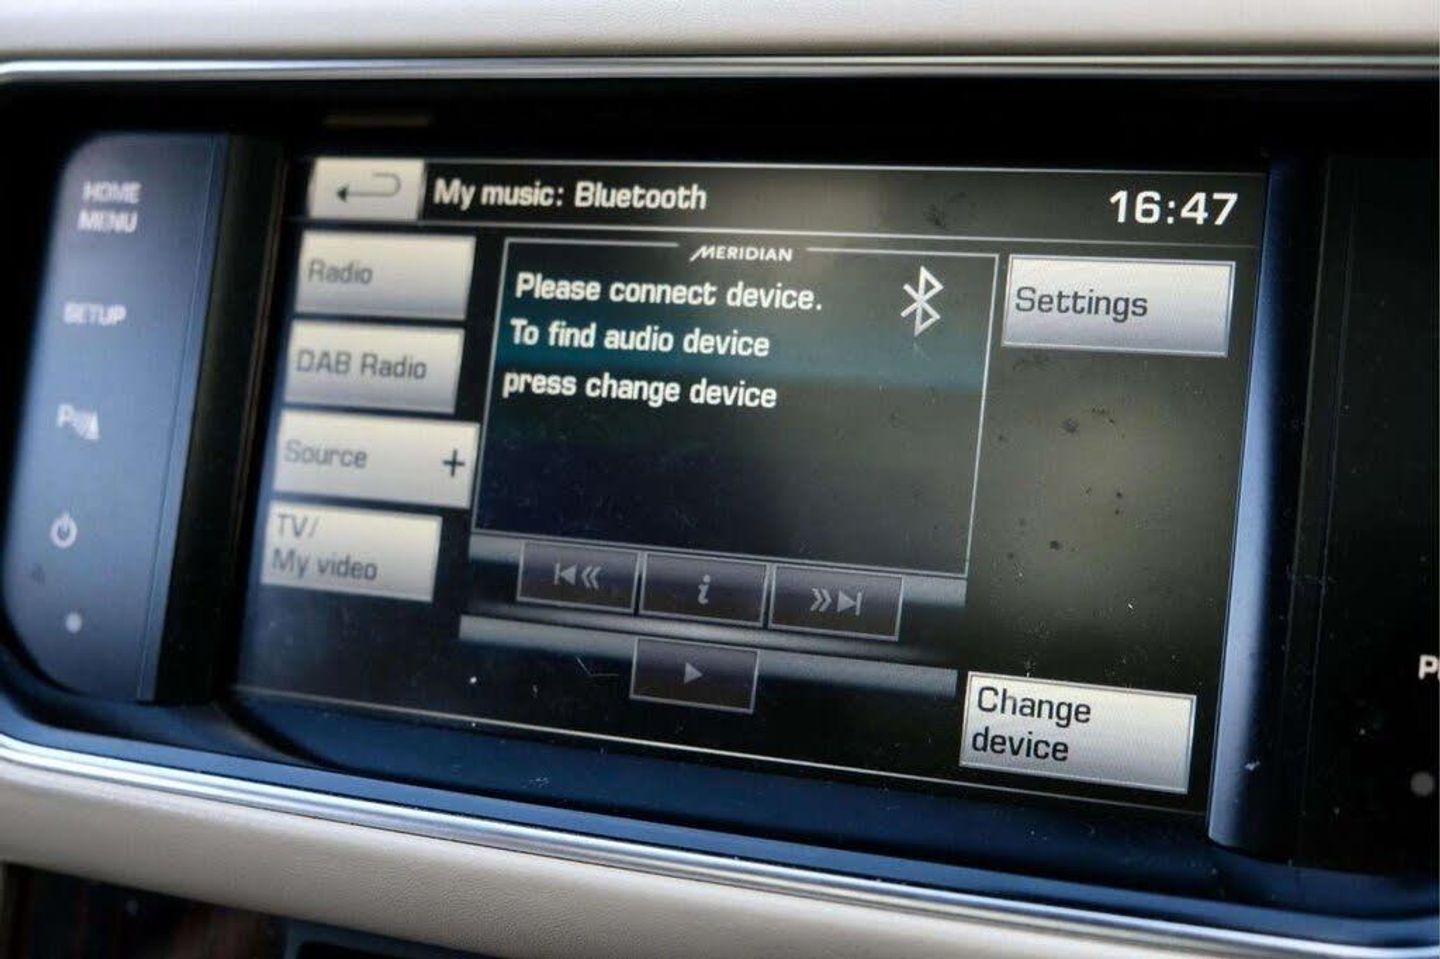 HOME
MENU
SETUP
My music: Bluetooth
16:47
Radio
DAB Radio
Source +
TV/
My video
MERIDIAN
Please connect device.
To find audio device
press change device
i
Settings
Change
device